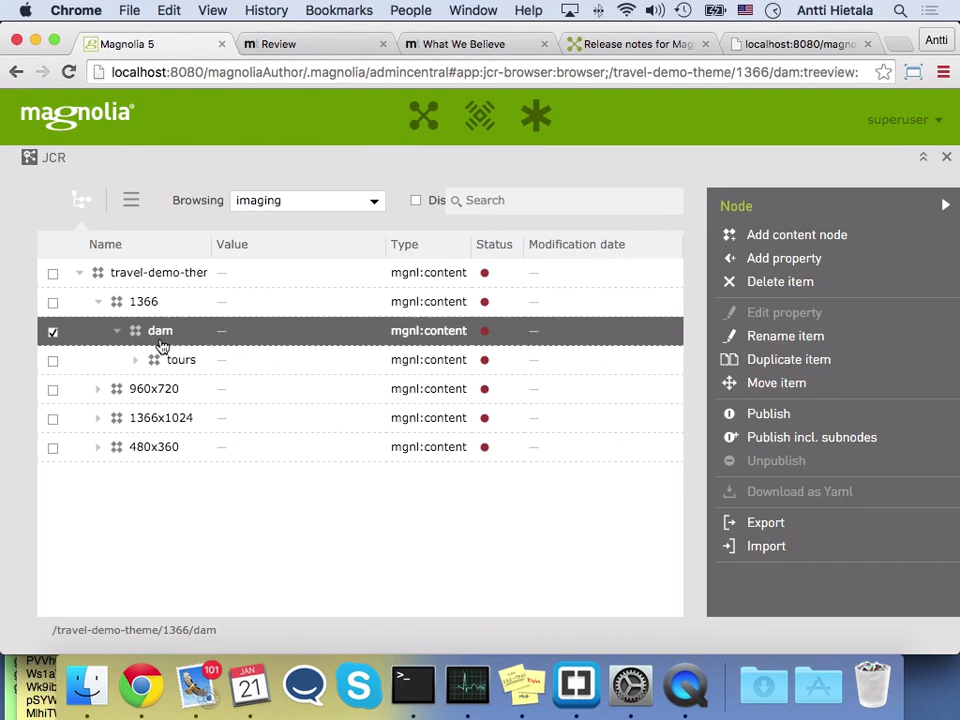 Chrome File Edit View History Bookmarks People Window Help Antti Hietala
Magnolia 5 Review What We Believe Release notes for Mag localhost:8080/magno Antti
localhost:8080/magnoliaAuthor/.magnolia/admincentral#app:jcr-browser:browser;/travel-demo-theme/1366/dam:treeview:
magnolia® superuser
JCR
Browsing imaging Dis Search
Name Value Type Status Modification date
travel-demo-ther — mgnl:content —
1366 — mgnl:content —
dam — mgnl:content —
tours — mgnl:content —
960x720 — mgnl:content —
1366x1024 — mgnl:content —
480x360 — mgnl:content —
/travel-demo-theme/1366/dam
Node
Add content node
Add property
Delete item
Edit property
Rename item
Duplicate item
Move item
Publish
Publish incl. subnodes
Unpublish
Download as Yaml
Export
Import
Ws1a
Wk9ib
pSYW
MlhiTV
101
JAN
21